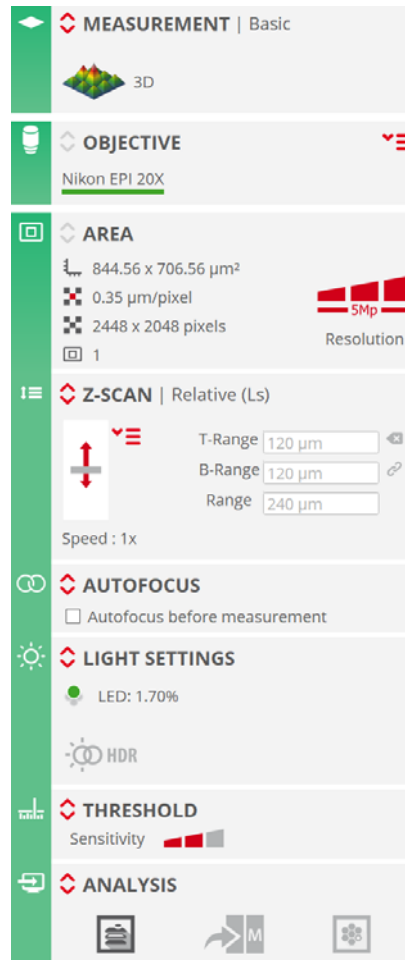 MEASUREMENT | Basic
3D
OBJECTIVE
Nikon EPI 20X
AREA
844.56 x 706.56 µm²
0.35 µm/pixel
2448 x 2048 pixels
1
5Mp
Resolution
Z-SCAN | Relative (Ls)
T-Range 120 µm
B-Range 120 µm
Range 240 µm
Speed : 1x
AUTOFOCUS
Autofocus before measurement
LIGHT SETTINGS
LED: 1.70%
HDR
THRESHOLD
Sensitivity
ANALYSIS
M